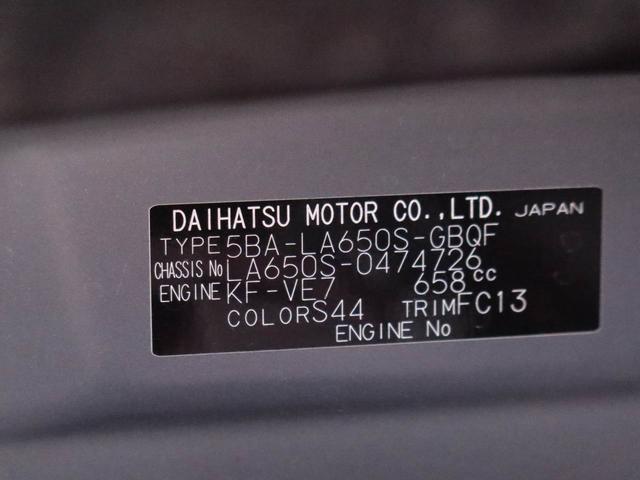 DAIHATSU MOTOR CO.,LTD. JAPAN
TYPE 5BA-LA650S-GBQF
CHASSIS No LA650S-0474726
ENGINE KF-VE7 658cc
COLOR S44 TRIM FC13
ENGINE No